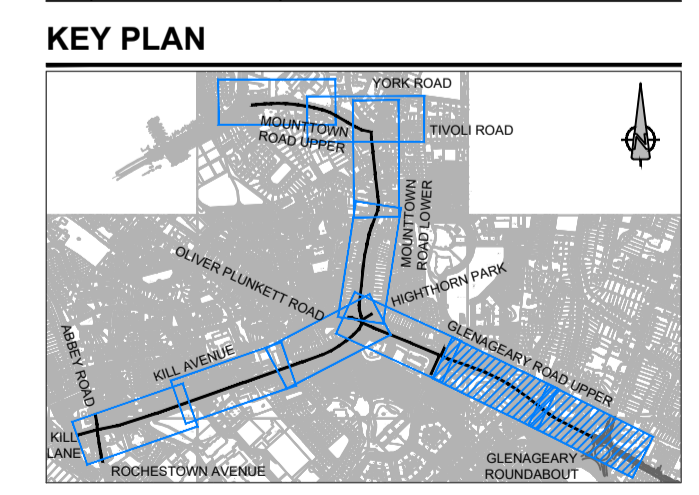 KEY PLAN
YORK ROAD
MOUNTTOWN
ROAD UPPER
TIVOLI ROAD
MOUNTTOWN
ROAD LOWER
OLIVER PLUNKETT ROAD
HIGHTHORN PARK
GLENAGEARY ROAD UPPER
ABBEY ROAD
KILL AVENUE
KILL
LANE
ROCHESTOWN AVENUE
GLENAGEARY
ROUNDABOUT
N